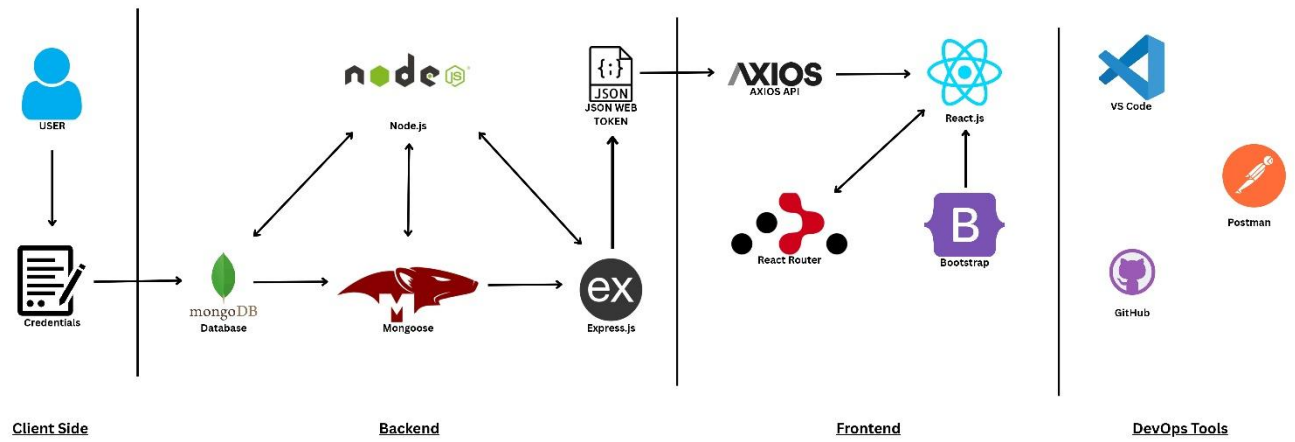 USER
Credentials
Client Side
node
JS
Node.js
mongoDB
Database
M
Mongoose
ex
Express.js
{;}
JSON
JSON WEB
TOKEN
Backend
AXIOS
AXIOS API
React.js
React Router
B
Bootstrap
Frontend
VS Code
Postman
GitHub
DevOps Tools